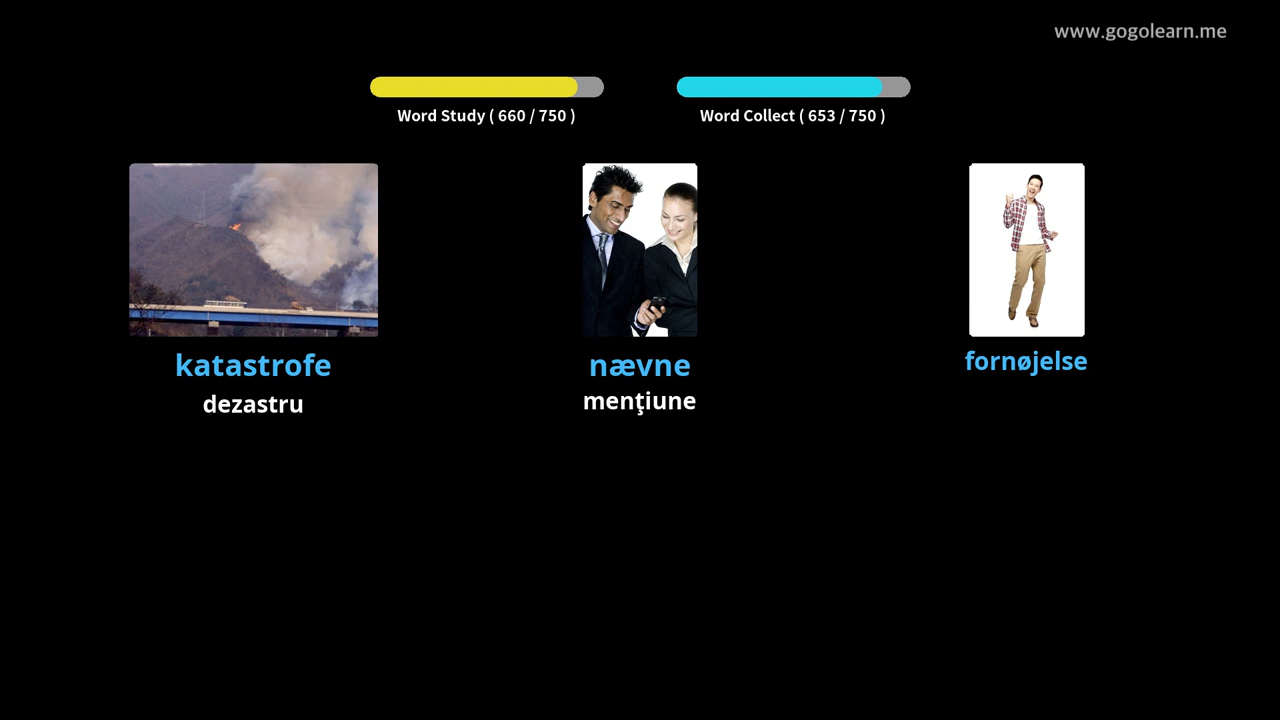 www.gogolearn.me
Word Study ( 660 / 750 )
Word Collect ( 653 / 750 )
katastrofe
dezastru
nævne
menţiune
fornøjelse